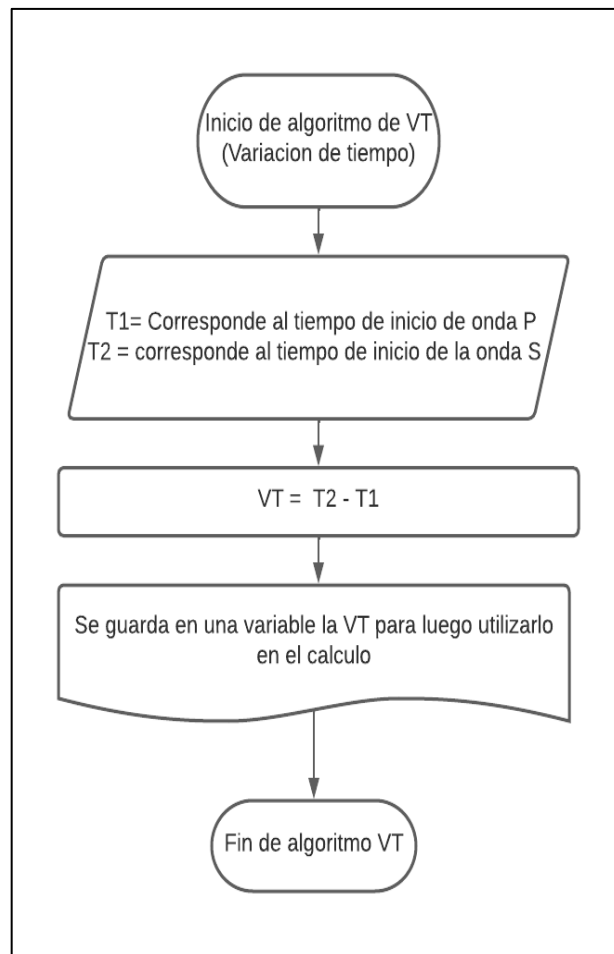 Inicio de algoritmo de VT
(Variacion de tiempo)
T1= Corresponde al tiempo de inicio de onda P
T2 = corresponde al tiempo de inicio de la onda S
VT = T2 - T1
Se guarda en una variable la VT para luego utilizarlo
en el calculo
Fin de algoritmo VT